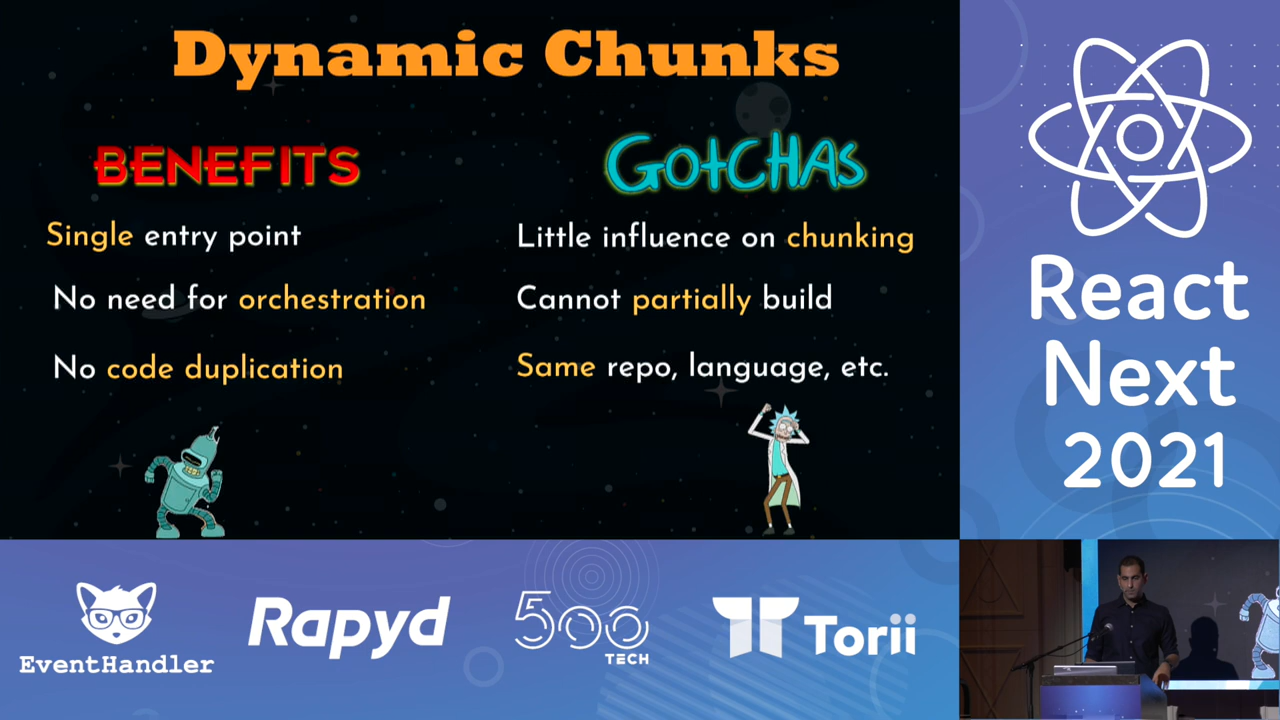 Dynamic Chunks
BENEFITS
Single entry point
No need for orchestration
No code duplication
GOTCHAS
Little influence on chunking
Cannot partially build
Same repo, language, etc.
React
Next
2021
EventHandler
Rapyd
500
TECH
Torii